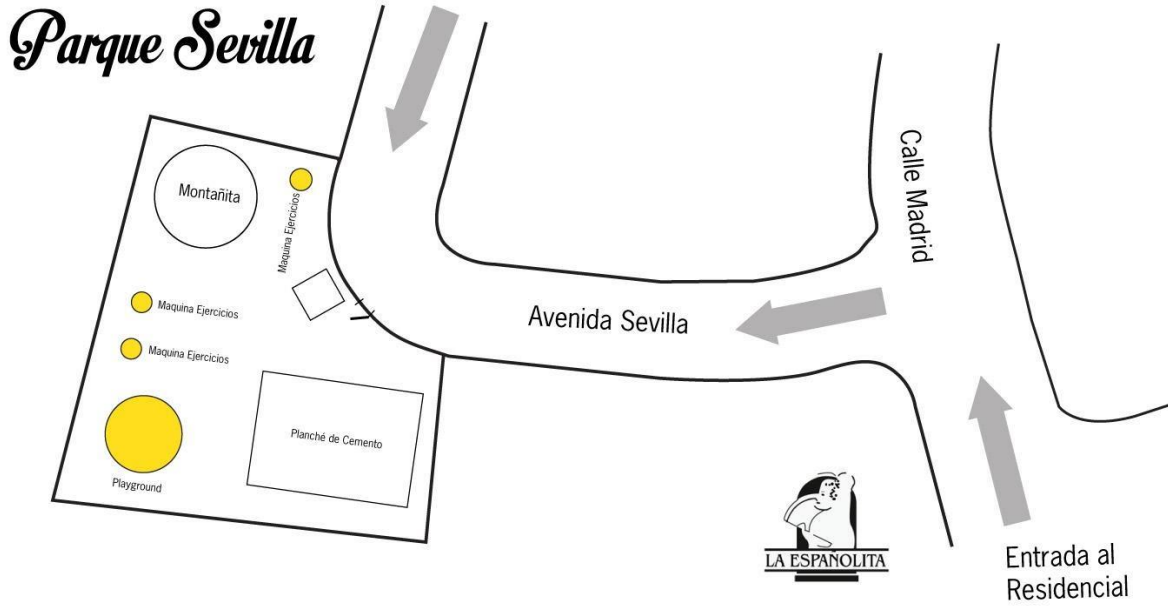 Parque Sevilla
Montañita
Maquina Ejercicios
Maquina Ejercicios
Maquina Ejercicios
Playground
Planché de Cemento
Avenida Sevilla
Calle Madrid
LA ESPAÑOLITA
Entrada al
Residencial